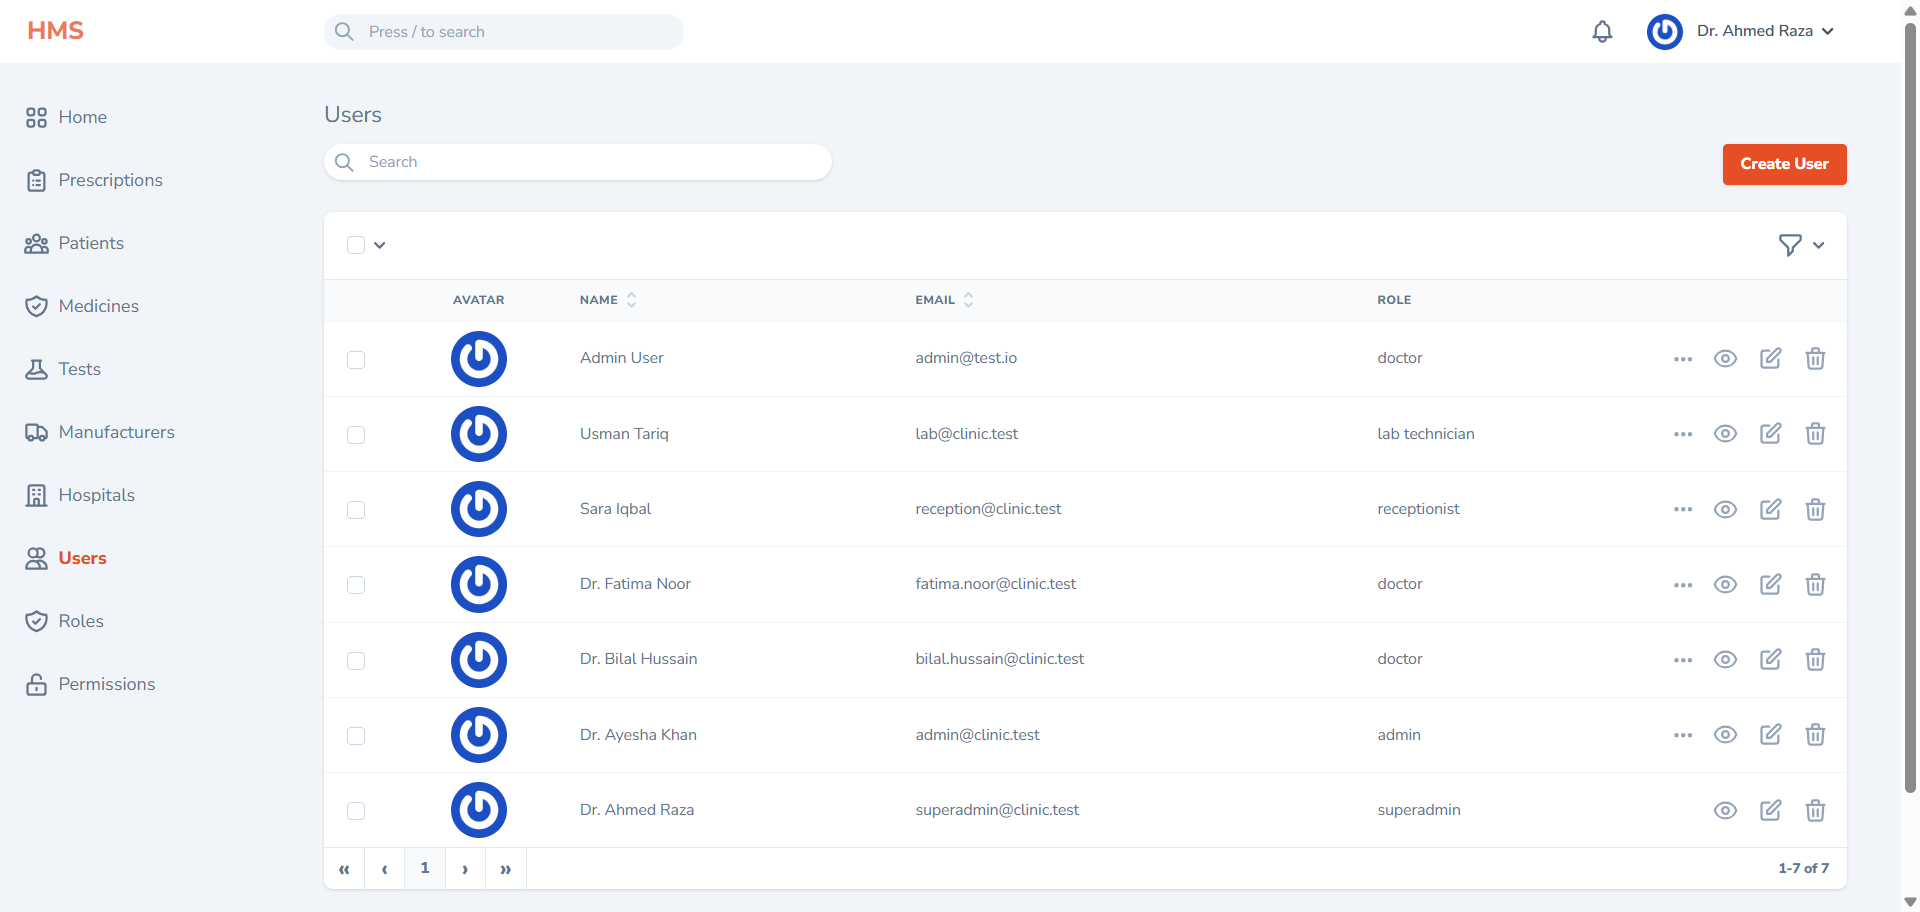 HMS
Press / to search
Dr. Ahmed Raza
Home
Prescriptions
Patients
Medicines
Tests
Manufacturers
Hospitals
Users
Roles
Permissions
Users
Search
Create User
AVATAR NAME EMAIL ROLE
Admin User admin@test.io doctor
Usman Tariq lab@clinic.test lab technician
Sara Iqbal reception@clinic.test receptionist
Dr. Fatima Noor fatima.noor@clinic.test doctor
Dr. Bilal Hussain bilal.hussain@clinic.test doctor
Dr. Ayesha Khan admin@clinic.test admin
Dr. Ahmed Raza superadmin@clinic.test superadmin
« ‹ 1 › » 1-7 of 7